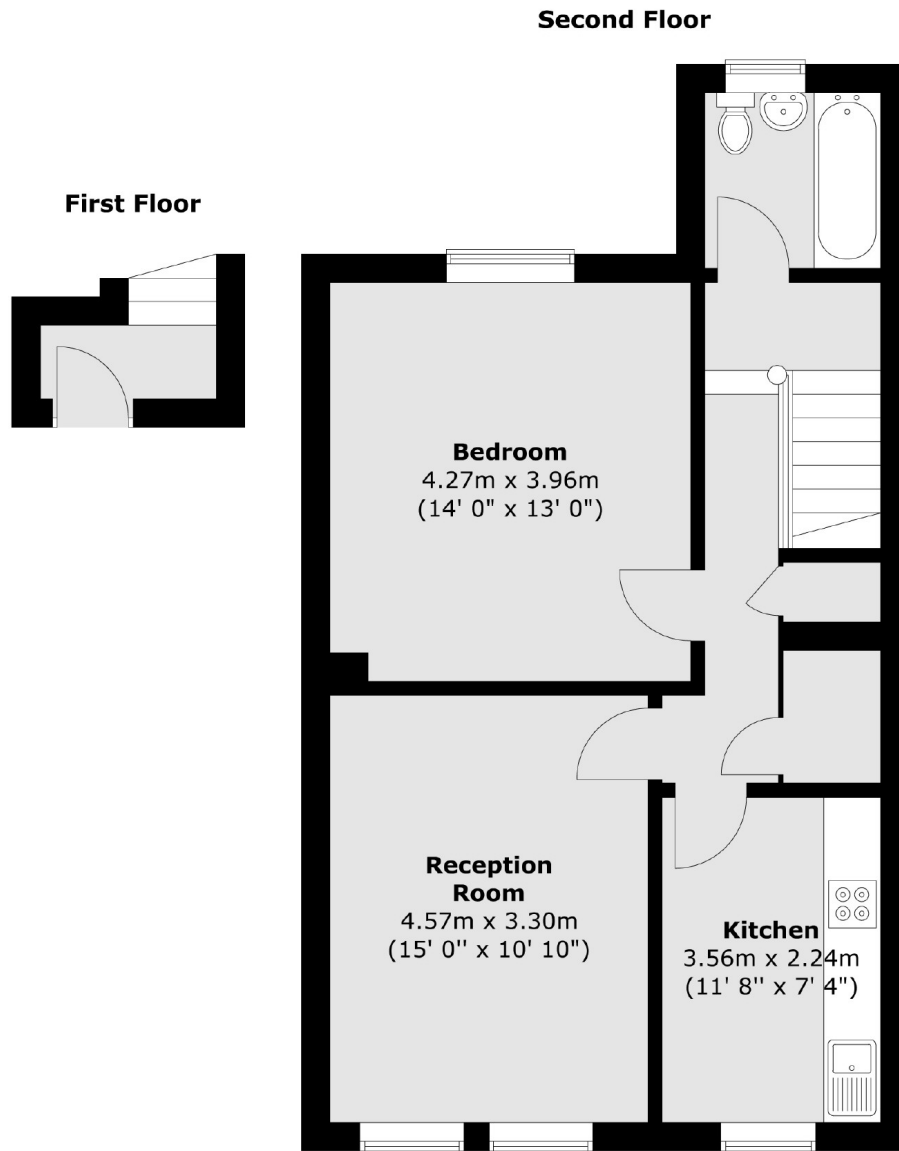 Second Floor
First Floor
Bedroom
4.27m x 3.96m
(14' 0" x 13' 0")
Reception
Room
4.57m x 3.30m
(15' 0'' x 10' 10")
Kitchen
3.56m x 2.24m
(11' 8'' x 7' 4")